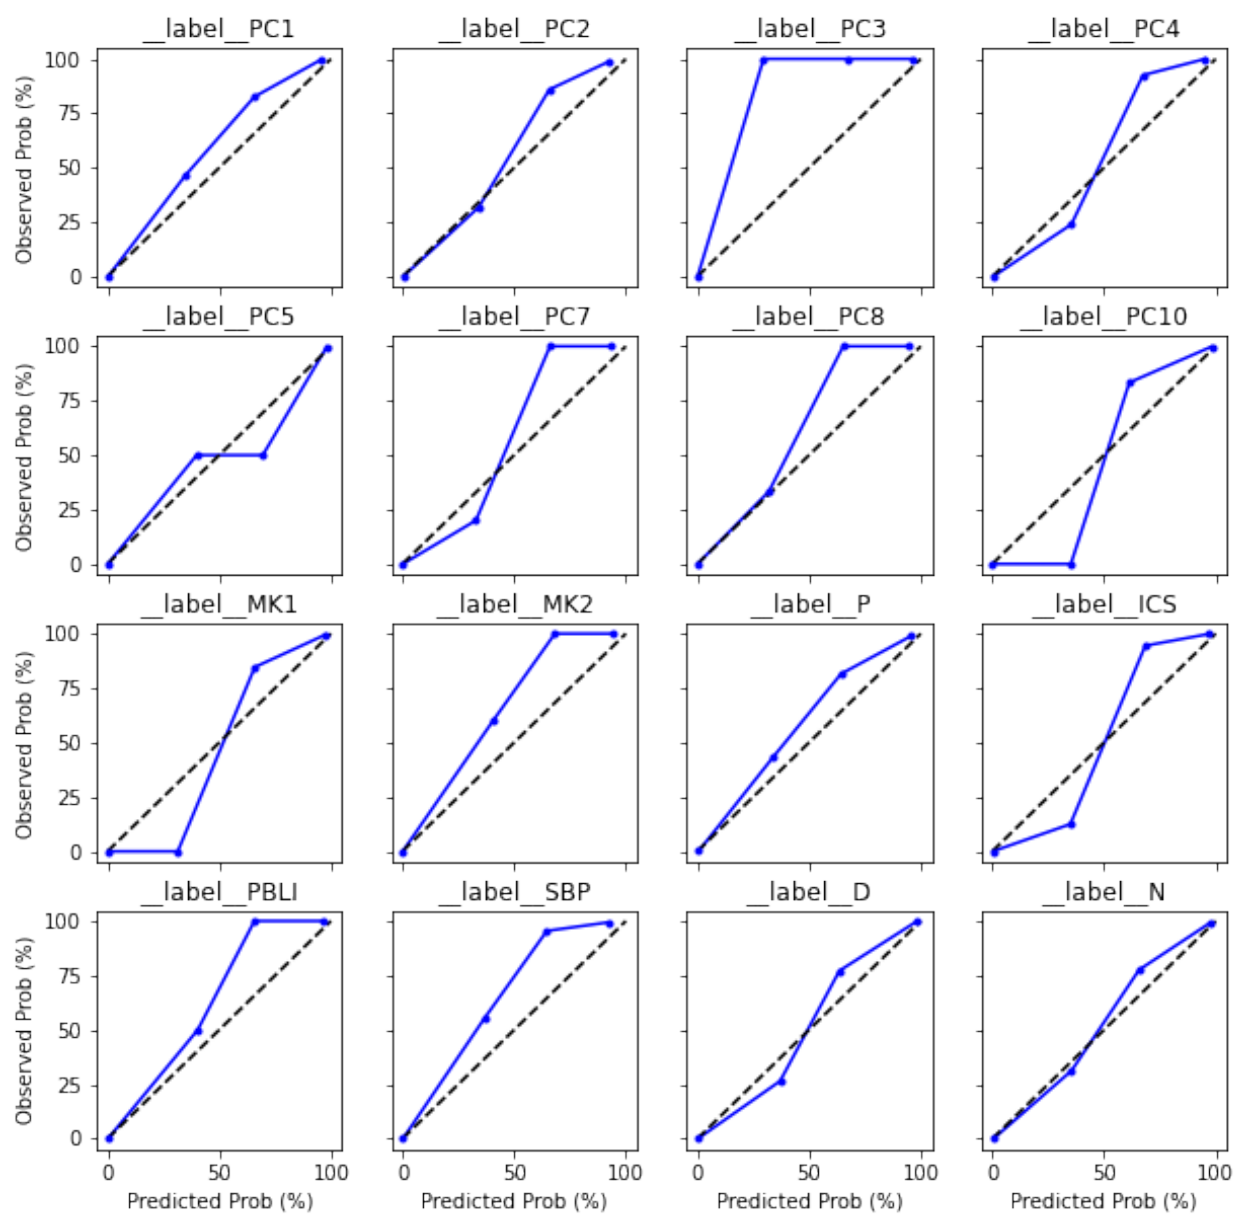 __label__PC1 __label__PC2 __label__PC3 __label__PC4
100
75
50
25
0
Observed Prob (%)
__label__PC5 __label__PC7 __label__PC8 __label__PC10
100
75
50
25
0
Observed Prob (%)
__label__MK1 __label__MK2 __label__P __label__ICS
100
75
50
25
0
Observed Prob (%)
__label__PBLI __label__SBP __label__D __label__N
100
75
50
25
0
Observed Prob (%)
0 50 100 0 50 100 0 50 100 0 50 100
Predicted Prob (%) Predicted Prob (%) Predicted Prob (%) Predicted Prob (%)